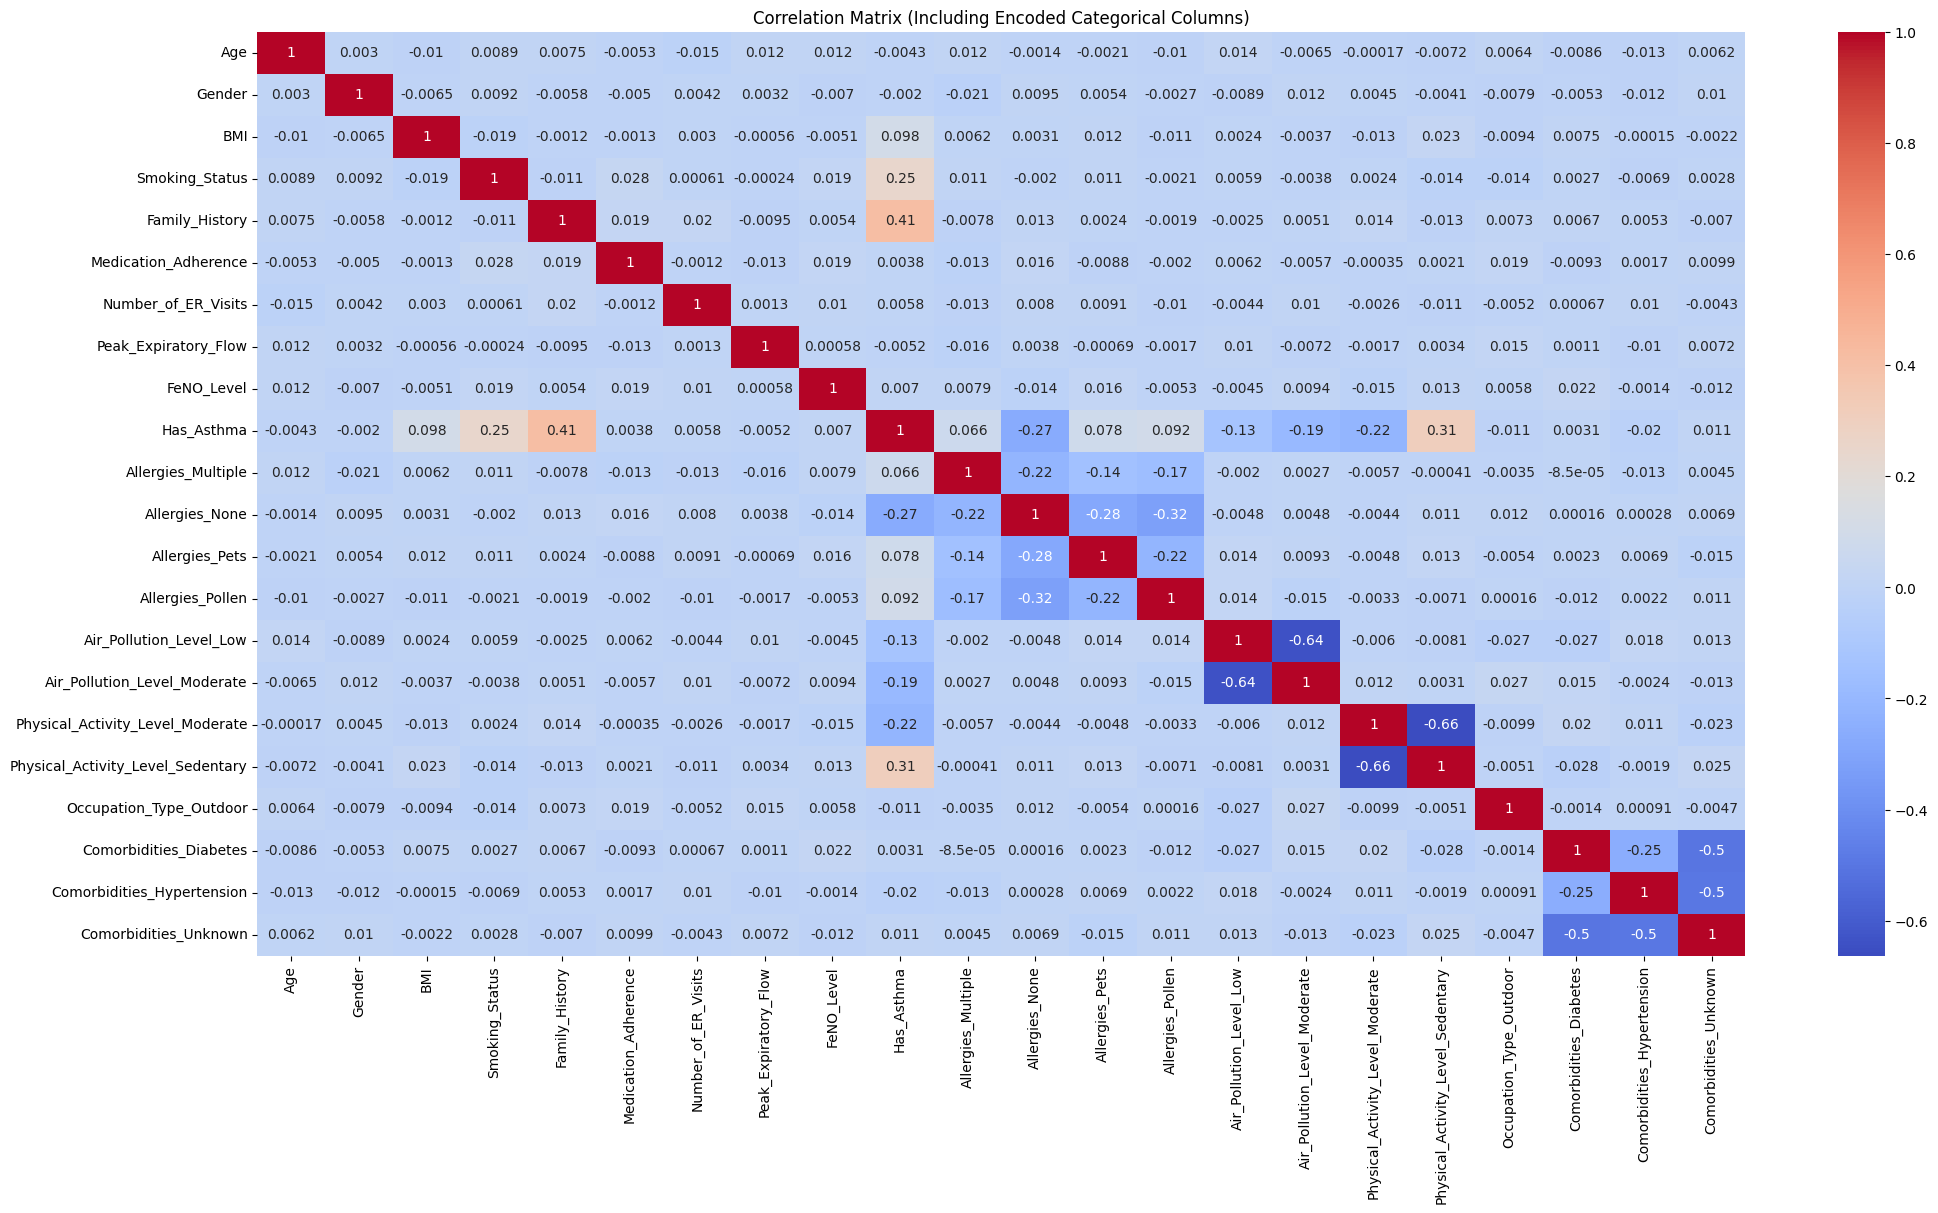 Correlation Matrix (Including Encoded Categorical Columns)
Age 1 0.003 -0.01 0.0089 0.0075 -0.0053 -0.015 0.012 0.012 -0.0043 0.012 -0.0014 -0.0021 -0.01 0.014 -0.0065 -0.00017 -0.0072 0.0064 -0.0086 -0.013 0.0062
Gender 0.003 1 -0.0065 0.0092 -0.0058 -0.005 0.0042 0.0032 -0.007 -0.002 -0.021 0.0095 0.0054 -0.0027 -0.0089 0.012 0.0045 -0.0041 -0.0079 -0.0053 -0.012 0.01
BMI -0.01 -0.0065 1 -0.019 -0.0012 -0.0013 0.003 -0.00056 -0.0051 0.098 0.0062 0.0031 0.012 -0.011 0.0024 -0.0037 -0.013 0.023 -0.0094 0.0075 -0.00015 -0.0022
Smoking_Status 0.0089 0.0092 -0.019 1 -0.011 0.028 0.00061 -0.00024 0.019 0.25 0.011 -0.002 0.011 -0.0021 0.0059 -0.0038 0.0024 -0.014 -0.014 0.0027 -0.0069 0.0028
Family_History 0.0075 -0.0058 -0.0012 -0.011 1 0.019 0.02 -0.0095 0.0054 0.41 -0.0078 0.013 0.0024 -0.0019 -0.0025 0.0051 0.014 -0.013 0.0073 0.0067 0.0053 -0.007
Medication_Adherence -0.0053 -0.005 -0.0013 0.028 0.019 1 -0.0012 -0.013 0.019 0.0038 -0.013 0.016 -0.0088 -0.002 0.0062 -0.0057 -0.00035 0.0021 0.019 -0.0093 0.0017 0.0099
Number_of_ER_Visits -0.015 0.0042 0.003 0.00061 0.02 -0.0012 1 0.0013 0.01 0.0058 -0.013 0.008 0.0091 -0.01 -0.0044 0.01 -0.0026 -0.011 -0.0052 0.00067 0.01 -0.0043
Peak_Expiratory_Flow 0.012 0.0032 -0.00056 -0.00024 -0.0095 -0.013 0.0013 1 0.00058 -0.0052 -0.016 0.0038 -0.00069 -0.0017 0.01 -0.0072 -0.0017 0.0034 0.015 0.0011 -0.01 0.0072
FeNO_Level 0.012 -0.007 -0.0051 0.019 0.0054 0.019 0.01 0.00058 1 0.007 0.0079 -0.014 0.016 -0.0053 -0.0045 0.0094 -0.015 0.013 0.0058 0.022 -0.0014 -0.012
Has_Asthma -0.0043 -0.002 0.098 0.25 0.41 0.0038 0.0058 -0.0052 0.007 1 0.066 -0.27 0.078 0.092 -0.13 -0.19 -0.22 0.31 -0.011 0.0031 -0.02 0.011
Allergies_Multiple 0.012 -0.021 0.0062 0.011 -0.0078 -0.013 -0.013 -0.016 0.0079 0.066 1 -0.22 -0.14 -0.17 -0.002 0.0027 -0.0057 -0.00041 -0.0035 -8.5e-05 -0.013 0.0045
Allergies_None -0.0014 0.0095 0.0031 -0.002 0.013 0.016 0.008 0.0038 -0.014 -0.27 -0.22 1 -0.28 -0.32 -0.0048 0.0048 -0.0044 0.011 0.012 0.00016 0.00028 0.0069
Allergies_Pets -0.0021 0.0054 0.012 0.011 0.0024 -0.0088 0.0091 -0.00069 0.016 0.078 -0.14 -0.28 1 -0.22 0.014 0.0093 -0.0048 0.013 -0.0054 0.0023 0.0069 -0.015
Allergies_Pollen -0.01 -0.0027 -0.011 -0.0021 -0.0019 -0.002 -0.01 -0.0017 -0.0053 0.092 -0.17 -0.32 -0.22 1 0.014 -0.015 -0.0033 -0.0071 0.00016 -0.012 0.0022 0.011
Air_Pollution_Level_Low 0.014 -0.0089 0.0024 0.0059 -0.0025 0.0062 -0.0044 0.01 -0.0045 -0.13 -0.002 -0.0048 0.014 0.014 1 -0.64 -0.006 -0.0081 -0.027 -0.027 0.018 0.013
Air_Pollution_Level_Moderate -0.0065 0.012 -0.0037 -0.0038 0.0051 -0.0057 0.01 -0.0072 0.0094 -0.19 0.0027 0.0048 0.0093 -0.015 -0.64 1 0.012 0.0031 0.027 0.015 -0.0024 -0.013
Physical_Activity_Level_Moderate -0.00017 0.0045 -0.013 0.0024 0.014 -0.00035 -0.0026 -0.0017 -0.015 -0.22 -0.0057 -0.0044 -0.0048 -0.0033 -0.006 0.012 1 -0.66 -0.0099 0.02 0.011 -0.023
Physical_Activity_Level_Sedentary -0.0072 -0.0041 0.023 -0.014 -0.013 0.0021 -0.011 0.0034 0.013 0.31 -0.00041 0.011 0.013 -0.0071 -0.0081 0.0031 -0.66 1 -0.0051 -0.028 -0.0019 0.025
Occupation_Type_Outdoor 0.0064 -0.0079 -0.0094 -0.014 0.0073 0.019 -0.0052 0.015 0.0058 -0.011 -0.0035 0.012 -0.0054 0.00016 -0.027 0.027 -0.0099 -0.0051 1 -0.0014 0.00091 -0.0047
Comorbidities_Diabetes -0.0086 -0.0053 0.0075 0.0027 0.0067 -0.0093 0.00067 0.0011 0.022 0.0031 -8.5e-05 0.00016 0.0023 -0.012 -0.027 0.015 0.02 -0.028 -0.0014 1 -0.25 -0.5
Comorbidities_Hypertension -0.013 -0.012 -0.00015 -0.0069 0.0053 0.0017 0.01 -0.01 -0.0014 -0.02 -0.013 0.00028 0.0069 0.0022 0.018 -0.0024 0.011 -0.0019 0.00091 -0.25 1 -0.5
Comorbidities_Unknown 0.0062 0.01 -0.0022 0.0028 -0.007 0.0099 -0.0043 0.0072 -0.012 0.011 0.0045 0.0069 -0.015 0.011 0.013 -0.013 -0.023 0.025 -0.0047 -0.5 -0.5 1
Age
Gender
BMI
Smoking_Status
Family_History
Medication_Adherence
Number_of_ER_Visits
Peak_Expiratory_Flow
FeNO_Level
Has_Asthma
Allergies_Multiple
Allergies_None
Allergies_Pets
Allergies_Pollen
Air_Pollution_Level_Low
Air_Pollution_Level_Moderate
Physical_Activity_Level_Moderate
Physical_Activity_Level_Sedentary
Occupation_Type_Outdoor
Comorbidities_Diabetes
Comorbidities_Hypertension
Comorbidities_Unknown
1.0
0.8
0.6
0.4
0.2
0.0
−0.2
−0.4
−0.6